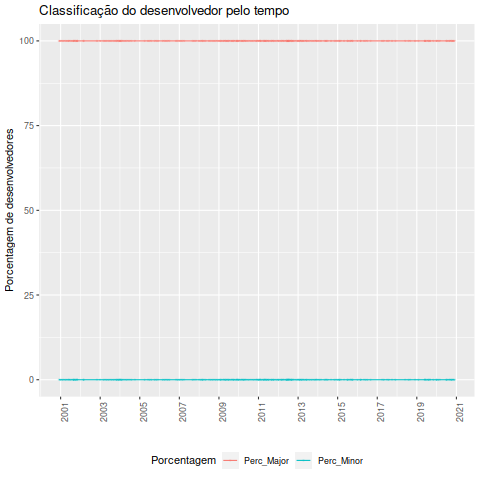 Classificação do desenvolvedor pelo tempo
Porcentagem de desenvolvedores
100
75
50
25
0
2001 2003 2005 2007 2009 2011 2013 2015 2017 2019 2021
Porcentagem Perc_Major Perc_Minor